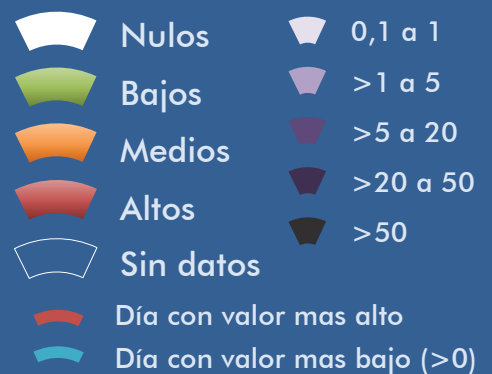 Nulos
Bajos
Medios
Altos
Sin datos
0,1 a 1
>1 a 5
>5 a 20
>20 a 50
>50
Día con valor mas alto
Día con valor mas bajo (>0)